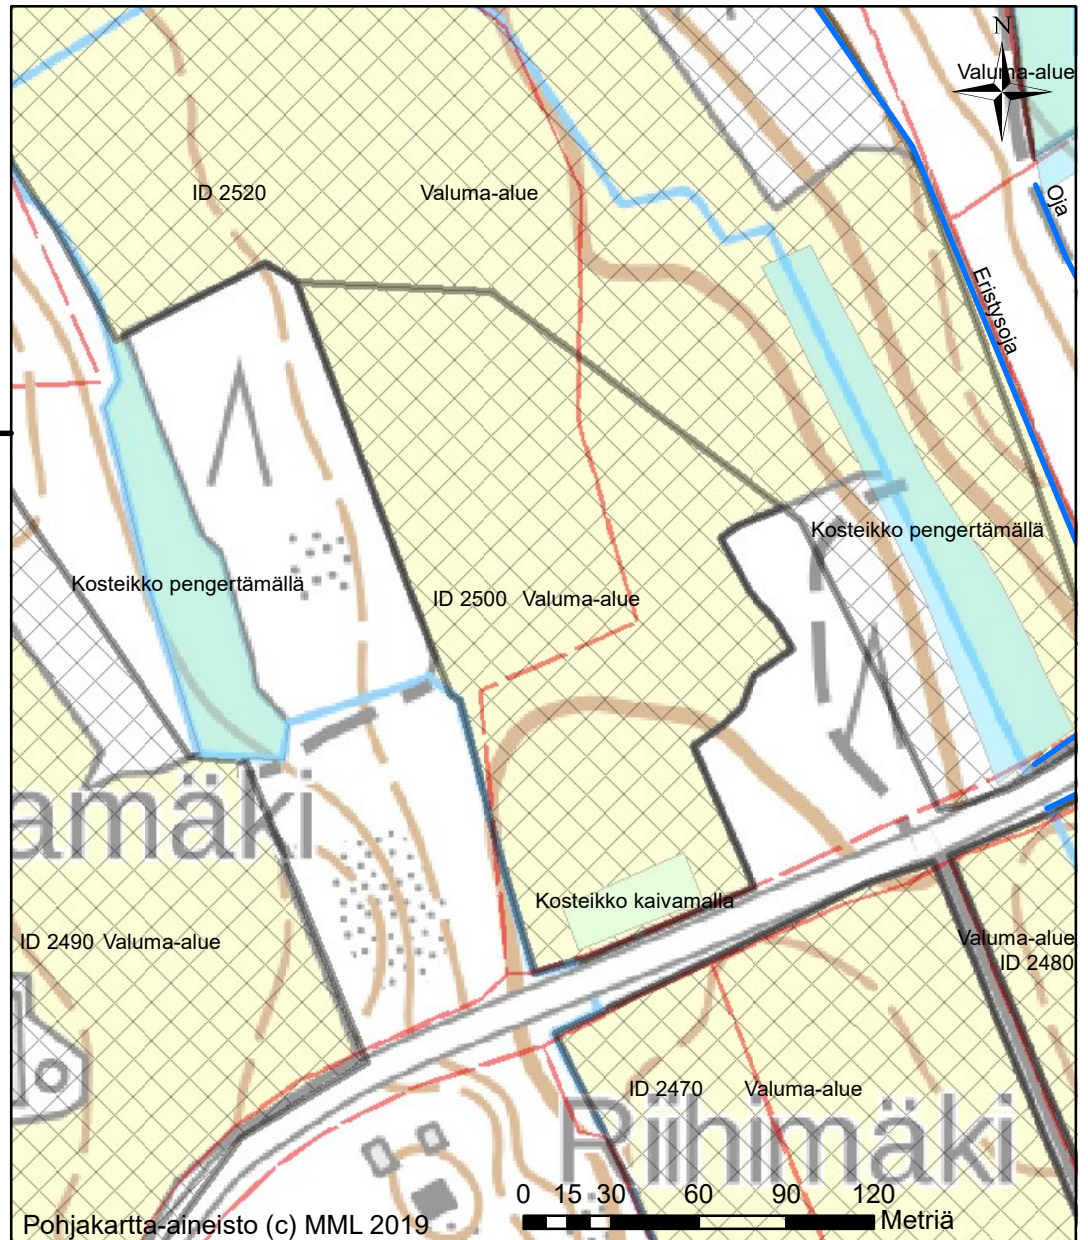 N
Valuma-alue
ID 2520
Valuma-alue
Oja
Eristysoja
Kosteikko pengertämällä
Kosteikko pengertämällä
ID 2500 Valuma-alue
amäki
Kosteikko kaivamalla
ID 2490 Valuma-alue
Valuma-alue
ID 2480
ID 2470 Valuma-alue
Riihimäki
0 15 30 60 90 120
Metriä
Pohjakartta-aineisto (c) MML 2019